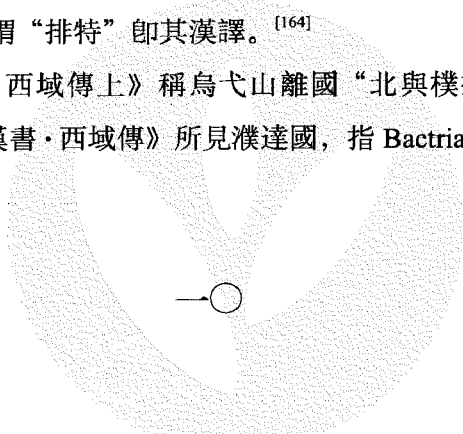 謂“排特”卽其漢譯。[164]
西域傳上》稱烏弋山離國“北與樸
漢書·西域傳》所見濮達國，指 Bactria